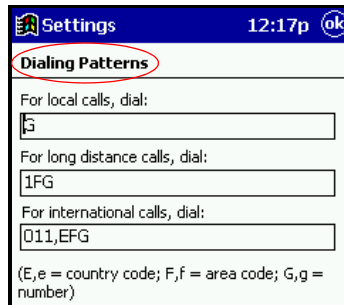 Settings 12:17p ok
Dialing Patterns
For local calls, dial:
G
For long distance calls, dial:
1FG
For international calls, dial:
011,EFG
(E,e = country code; F,f = area code; G,g =
number)